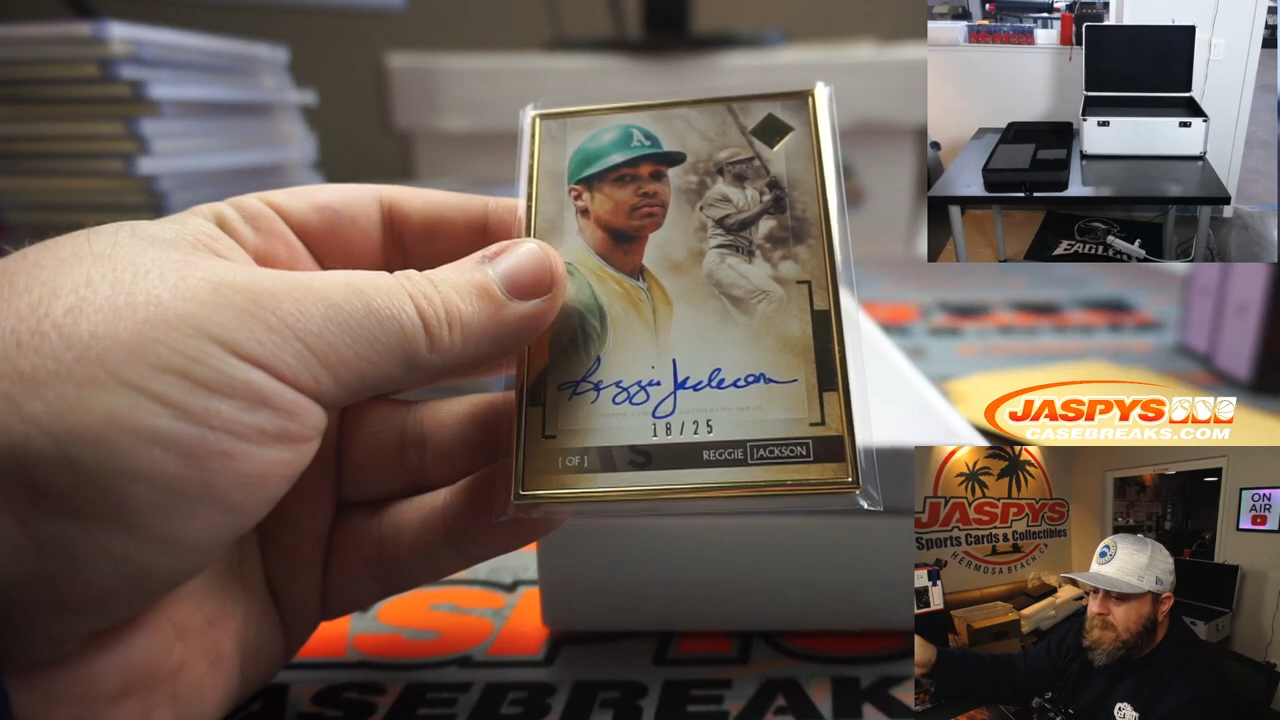 A
Reggie Jackson
18/25
[ OF ]
REGGIE JACKSON
EAGLES
JASPYS
CASEBREAKS.COM
JASPYS
Sports Cards & Collectibles
HERMOSA BEACH, CA
ON
AIR
CASEBREAK